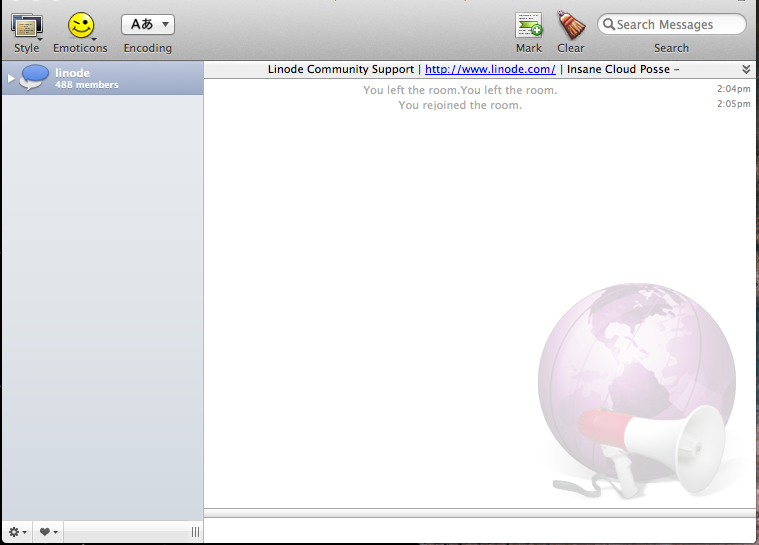 Style Emoticons Encoding Mark Clear Search
Aあ
Search Messages
linode
488 members
Linode Community Support | http://www.linode.com/ | Insane Cloud Posse –
You left the room.You left the room. 2:04pm
You rejoined the room. 2:05pm